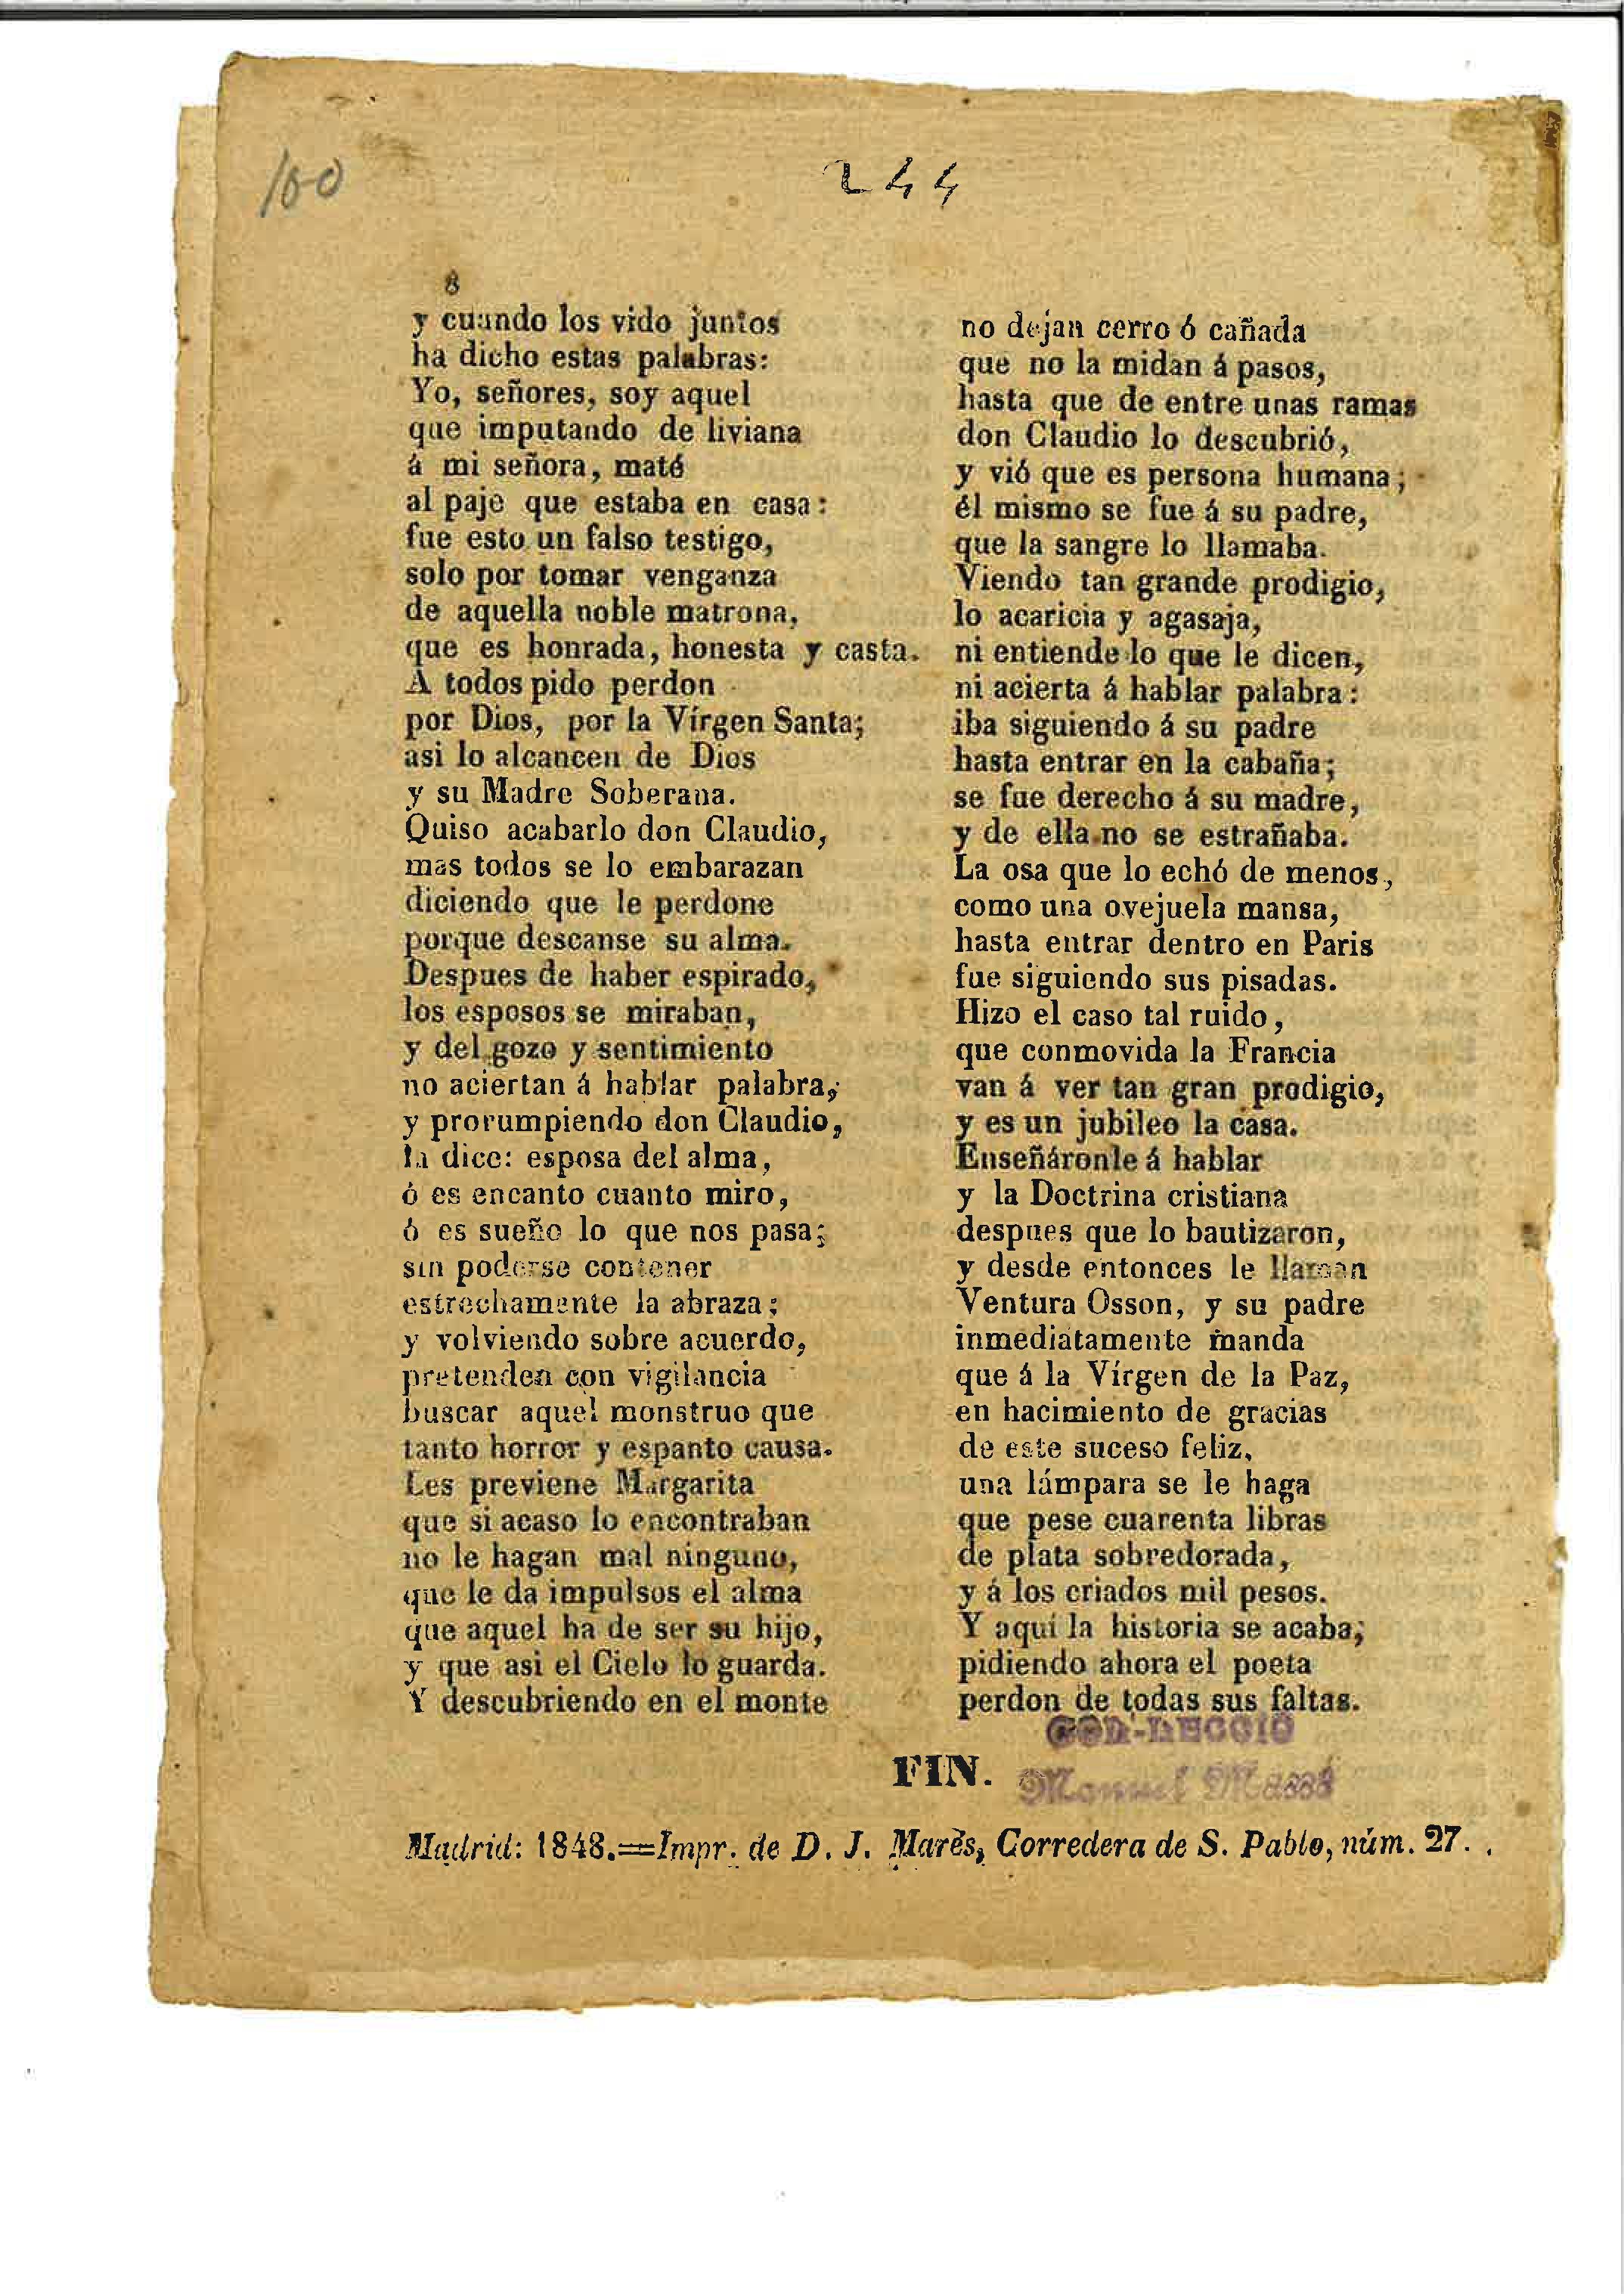 100
244
8
y cuando los vido juntos
ha dicho estas palabras:
Yo, señores, soy aquel
que imputando de liviana
á mi señora, maté
al paje que estaba en casa:
fue esto un falso testigo,
solo por tomar venganza
de aquella noble matrona,
que es honrada, honesta y casta.
A todos pido perdon
por Dios, por la Vírgen Santa;
asi lo alcancen de Dios
y su Madre Soberana.
Quiso acabarlo don Claudio,
mas todos se lo embarazan
diciendo que le perdone
porque descanse su alma.
Despues de haber espirado,
los esposos se miraban,
y del gozo y sentimiento
no aciertan á hablar palabra,
y prorumpiendo don Claudio,
la dice: esposa del alma,
ó es encanto cuanto miro,
ó es sueño lo que nos pasa;
sin poderse contener
estrechamente la abraza;
y volviendo sobre acuerdo,
pretenden con vigilancia
buscar aquel monstruo que
tanto horror y espanto causa.
Les previene Margarita
que si acaso lo encontraban
no le hagan mal ninguno,
que le da impulsos el alma
que aquel ha de ser su hijo,
y que asi el Cielo lo guarda.
Y descubriendo en el monte
no dejan cerro ó cañada
que no la midan á pasos,
hasta que de entre unas ramas
don Claudio lo descubrió,
y vió que es persona humana;
él mismo se fue á su padre,
que la sangre lo llamaba.
Viendo tan grande prodigio,
lo acaricia y agasaja,
ni entiende lo que le dicen,
ni acierta á hablar palabra:
iba siguiendo á su padre
hasta entrar en la cabaña;
se fue derecho á su madre,
y de ella no se estrañaba.
La osa que lo echó de menos,
como una ovejuela mansa,
hasta entrar dentro en Paris
fue siguiendo sus pisadas.
Hizo el caso tal ruido,
que conmovida la Francia
van á ver tan gran prodigio,
y es un jubileo la casa.
Enseñáronle á hablar
y la Doctrina cristiana
despues que lo bautizaron,
y desde entonces le llaman
Ventura Osson, y su padre
inmediatamente manda
que á la Vírgen de la Paz,
en hacimiento de gracias
de este suceso feliz,
una lámpara se le haga
que pese cuarenta libras
de plata sobredorada,
y á los criados mil pesos.
Y aquí la historia se acaba;
pidiendo ahora el poeta
perdon de todas sus faltas.
COL·LECCIÓ
Manuel Massó
FIN.
Madrid: 1848.=Impr. de D. J. Marès, Corredera de S. Pablo, núm. 27.